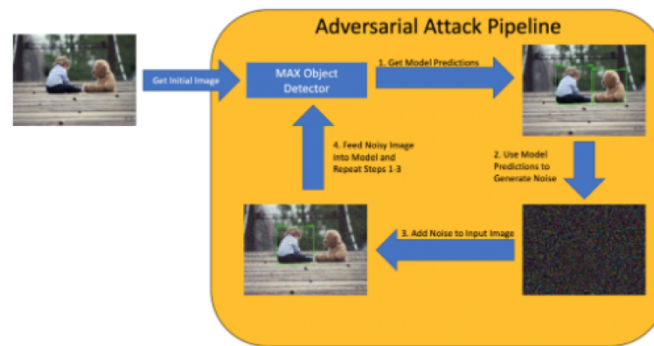 Adversarial Attack Pipeline
Get Initial Image
MAX Object
Detector
1. Get Model Predictions
2. Use Model
Predictions to
Generate Noise
3. Add Noise to Input Image
4. Feed Noisy Image
into Model and
Repeat Steps 1-3